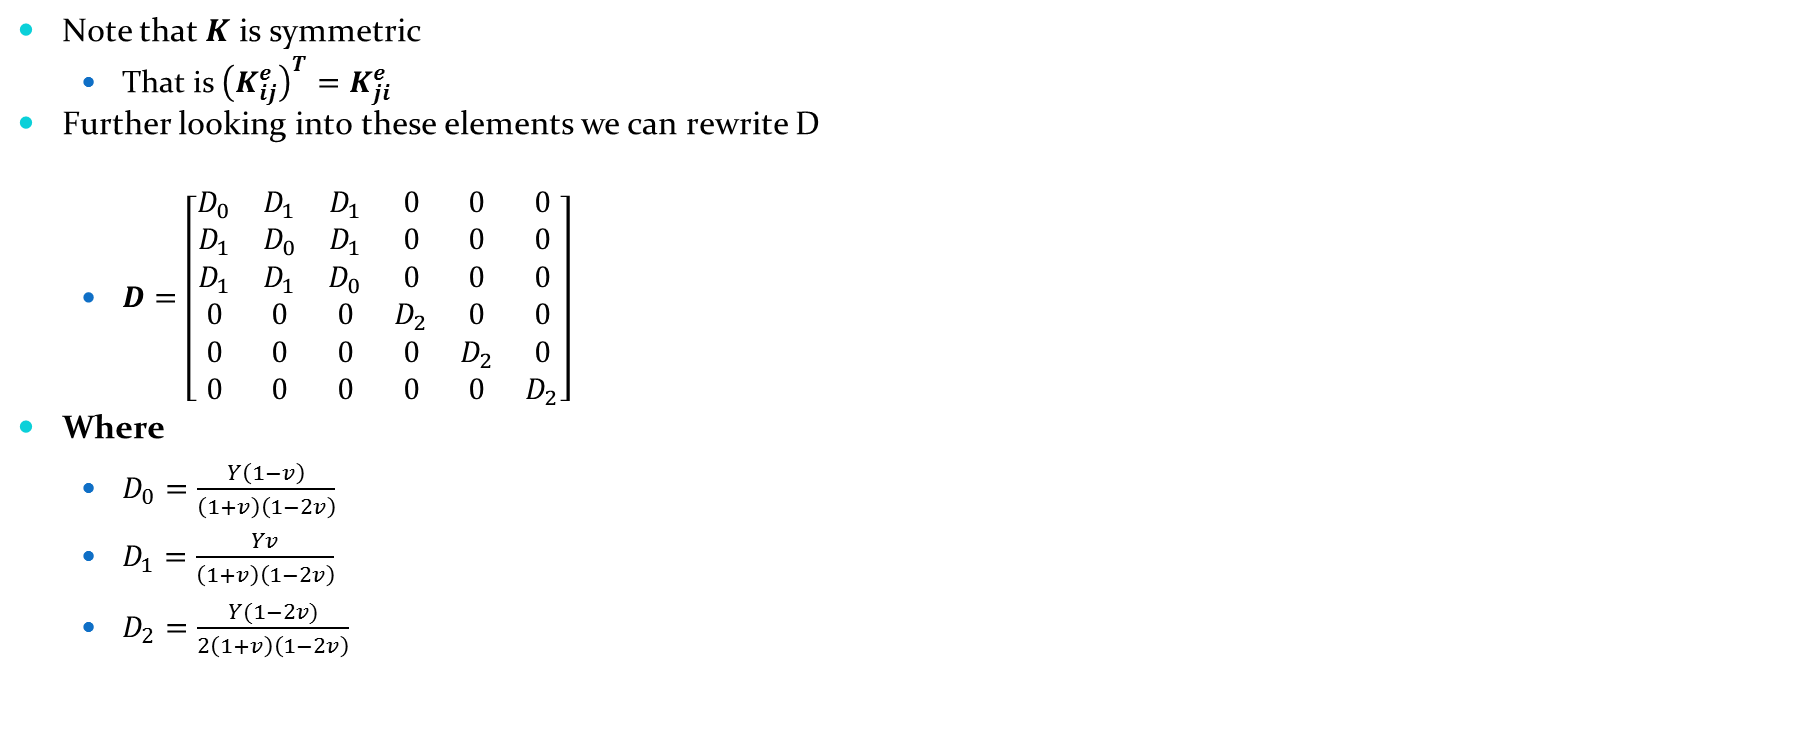 • Note that K is symmetric
• That is (K^e_ij)^T = K^e_ji
• Further looking into these elements we can rewrite D
D₀ D₁ D₁ 0 0 0
D₁ D₀ D₁ 0 0 0
D₁ D₁ D₀ 0 0 0
• D =
0 0 0 D₂ 0 0
0 0 0 0 D₂ 0
0 0 0 0 0 D₂
• Where
• D₀ = Y(1−v) / (1+v)(1−2v)
• D₁ = Yv / (1+v)(1−2v)
• D₂ = Y(1−2v) / 2(1+v)(1−2v)